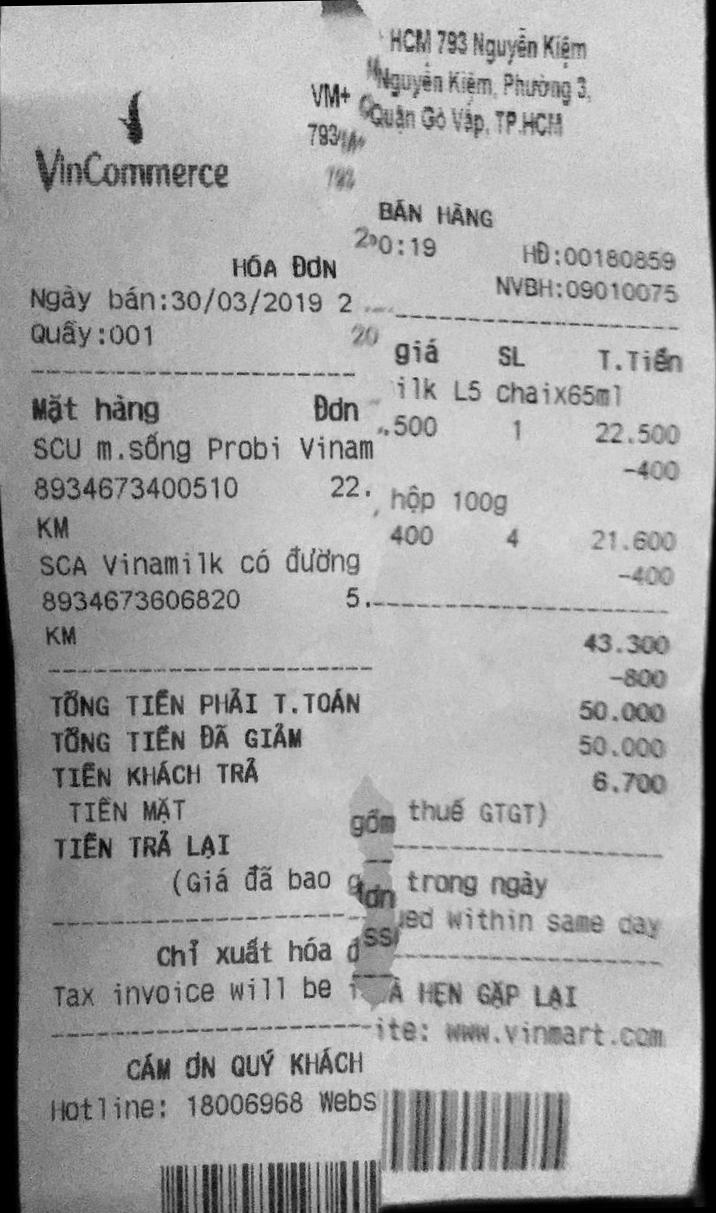 VM+ HCM 793 Nguyễn Kiệm
793 Nguyễn Kiệm, Phường 3,
Quận Gò Vấp, TP.HCM
VinCommerce
HÓA ĐƠN BÁN HÀNG
Ngày bán:30/03/2019 20:19 HĐ:00180859
Quầy:001 NVBH:09010075
Mặt hàng Đơn giá SL T.Tiền
SCU m.sống Probi Vinamilk L5 chaix65ml
8934673400510 22.500 1 22.500
KM -400
SCA Vinamilk có đường hộp 100g
8934673606820 5.400 4 21.600
KM -400
TỔNG TIỀN PHẢI T.TOÁN 43.300
TỔNG TIỀN ĐÃ GIẢM -800
TIỀN KHÁCH TRẢ 50.000
TIỀN MẶT 50.000
TIỀN TRẢ LẠI 6.700
(Giá đã bao gồm thuế GTGT)
Chỉ xuất hóa đơn trong ngày
Tax invoice will be issued within same day
CÁM ƠN QUÝ KHÁCH VÀ HẸN GẶP LẠI
Hotline: 18006968 Website: www.vinmart.com